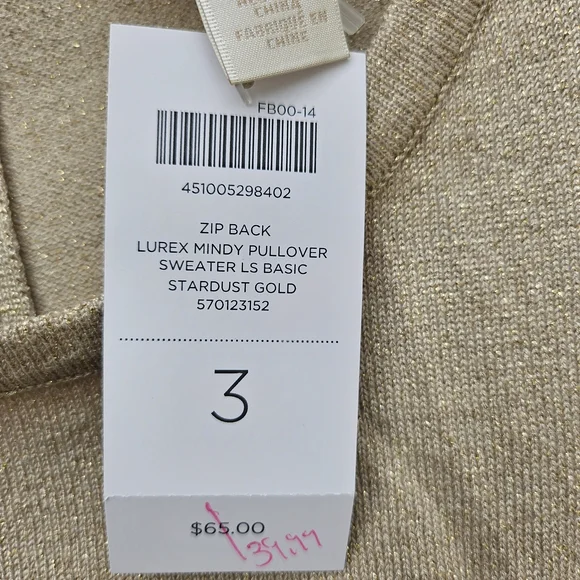 CHINA
FABRIQUÉ EN
CHINE
FB00-14
451005298402
ZIP BACK
LUREX MINDY PULLOVER
SWEATER LS BASIC
STARDUST GOLD
570123152
3
$65.00
39.99